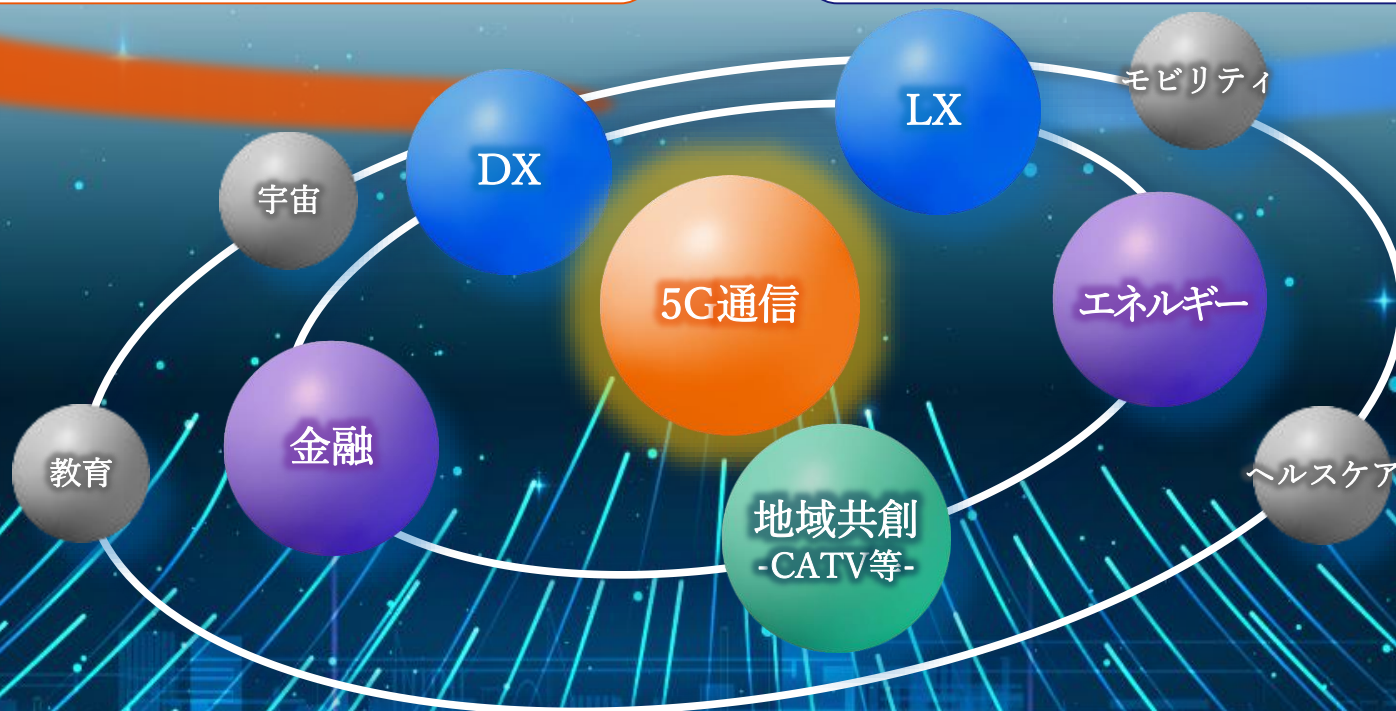 モビリティ
LX
DX
宇宙
5G通信
エネルギー
金融
教育
ヘルスケア
地域共創
-CATV等-